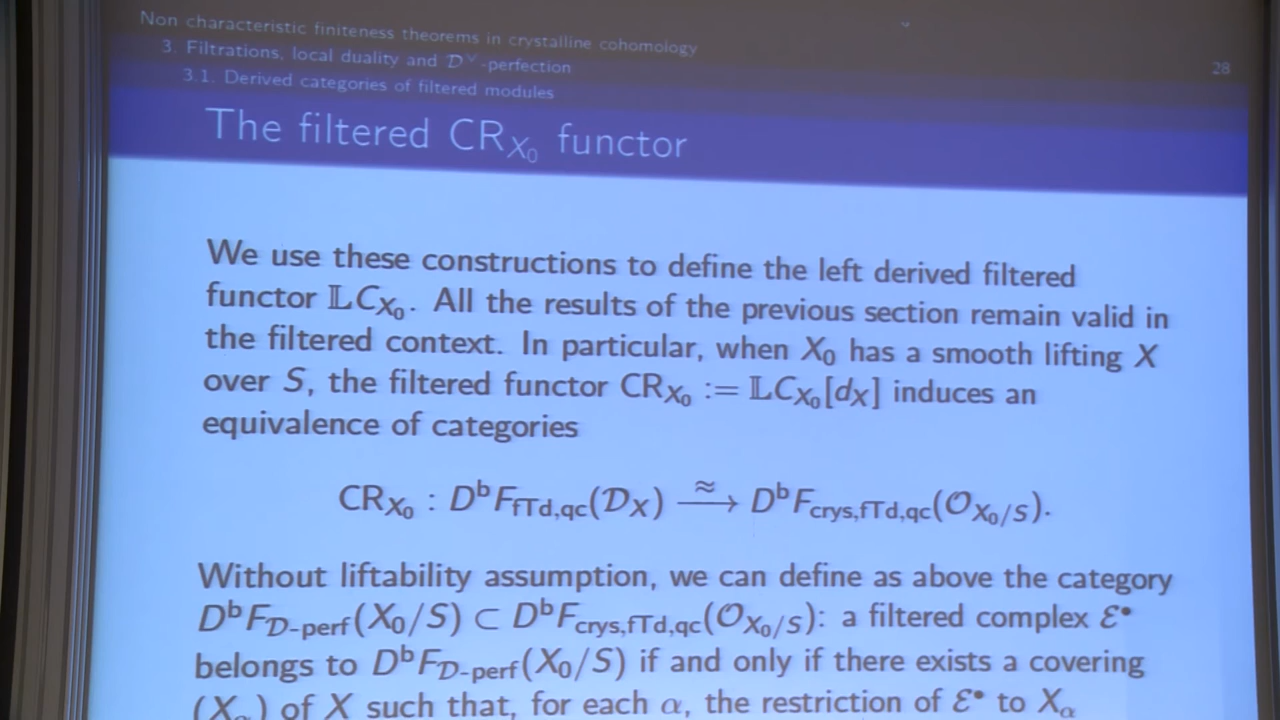 Non characteristic finiteness theorems in crystalline cohomology
3. Filtrations, local duality and 𝒟^∨-perfection
28
3.1. Derived categories of filtered modules
The filtered CR_{X_0} functor
We use these constructions to define the left derived filtered
functor 𝕃C_{X_0}. All the results of the previous section remain valid in
the filtered context. In particular, when X_0 has a smooth lifting X
over S, the filtered functor CR_{X_0} := 𝕃C_{X_0}[d_X] induces an
equivalence of categories
CR_{X_0} : D^b F_{fTd,qc}(𝒟_X) ⟶^≈ D^b F_{crys,fTd,qc}(𝒪_{X_0/S}).
Without liftability assumption, we can define as above the category
D^b F_{𝒟-perf}(X_0/S) ⊂ D^b F_{crys,fTd,qc}(𝒪_{X_0/S}): a filtered complex ℰ^•
belongs to D^b F_{𝒟-perf}(X_0/S) if and only if there exists a covering
(X_α) of X such that, for each α, the restriction of ℰ^• to X_α